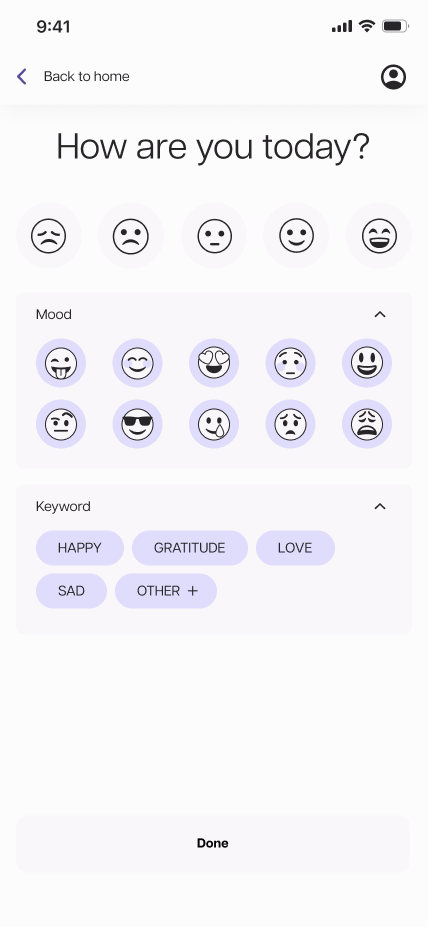 9:41
Back to home
How are you today?
Mood
Keyword
HAPPY GRATITUDE LOVE
SAD OTHER +
Done